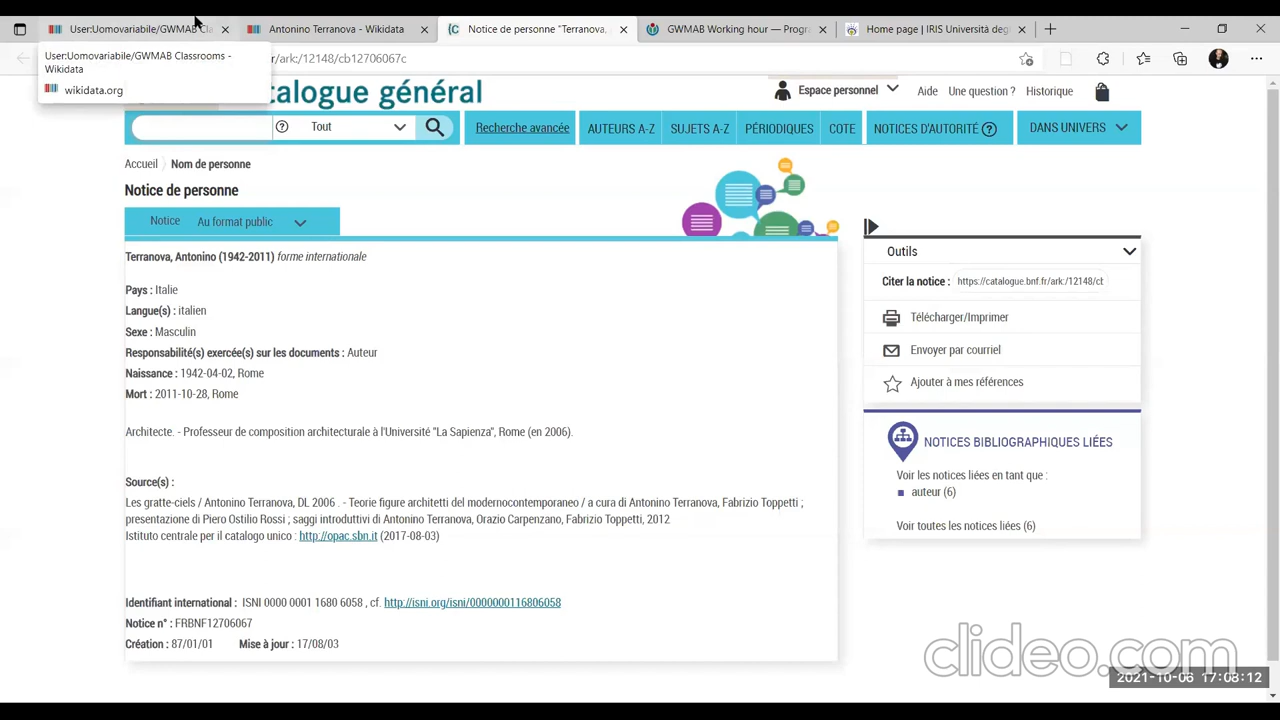 User:Uomovariabile/GWMAB Cla
Antonino Terranova — Wikidata
Notice de personne "Terranova,
GWMAB Working hour — Progr
Home page | IRIS Università deg
User:Uomovariabile/GWMAB Classrooms - Wikidata
wikidata.org
r/ark:/12148/cb12706067c
talogue général
Espace personnel
Aide
Une question ?
Historique
Tout
Recherche avancée
AUTEURS A-Z
SUJETS A-Z
PÉRIODIQUES
COTE
NOTICES D'AUTORITÉ
DANS UNIVERS
Accueil
Nom de personne
Notice de personne
Notice Au format public
Terranova, Antonino (1942-2011) forme internationale
Pays : Italie
Langue(s) : italien
Sexe : Masculin
Responsabilité(s) exercée(s) sur les documents : Auteur
Naissance : 1942-04-02, Rome
Mort : 2011-10-28, Rome
Architecte. - Professeur de composition architecturale à l'Université "La Sapienza", Rome (en 2006).
Source(s) :
Les gratte-ciels / Antonino Terranova, DL 2006 . - Teorie figure architetti del modernocontemporaneo / a cura di Antonino Terranova, Fabrizio Toppetti ;
presentazione di Piero Ostilio Rossi ; saggi introduttivi di Antonino Terranova, Orazio Carpenzano, Fabrizio Toppetti, 2012
Istituto centrale per il catalogo unico : http://opac.sbn.it (2017-08-03)
Identifiant international : ISNI 0000 0001 1680 6058 , cf. http://isni.org/isni/0000000116806058
Notice n° : FRBNF12706067
Création : 87/01/01 Mise à jour : 17/08/03
Outils
Citer la notice : https://catalogue.bnf.fr/ark:/12148/cb
Télécharger/Imprimer
Envoyer par courriel
Ajouter à mes références
NOTICES BIBLIOGRAPHIQUES LIÉES
Voir les notices liées en tant que :
auteur (6)
Voir toutes les notices liées (6)
clideo.com
2021-10-06 17:08:12